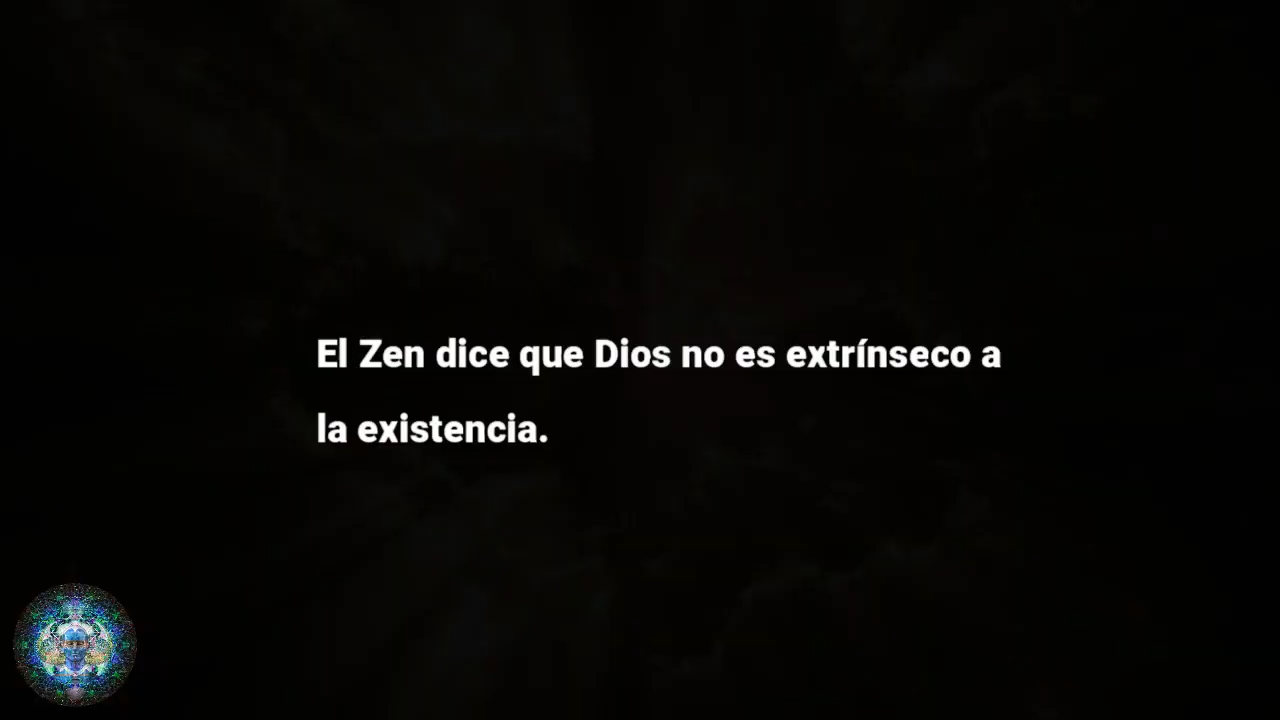 El Zen dice que Dios no es extrínseco a
la existencia.